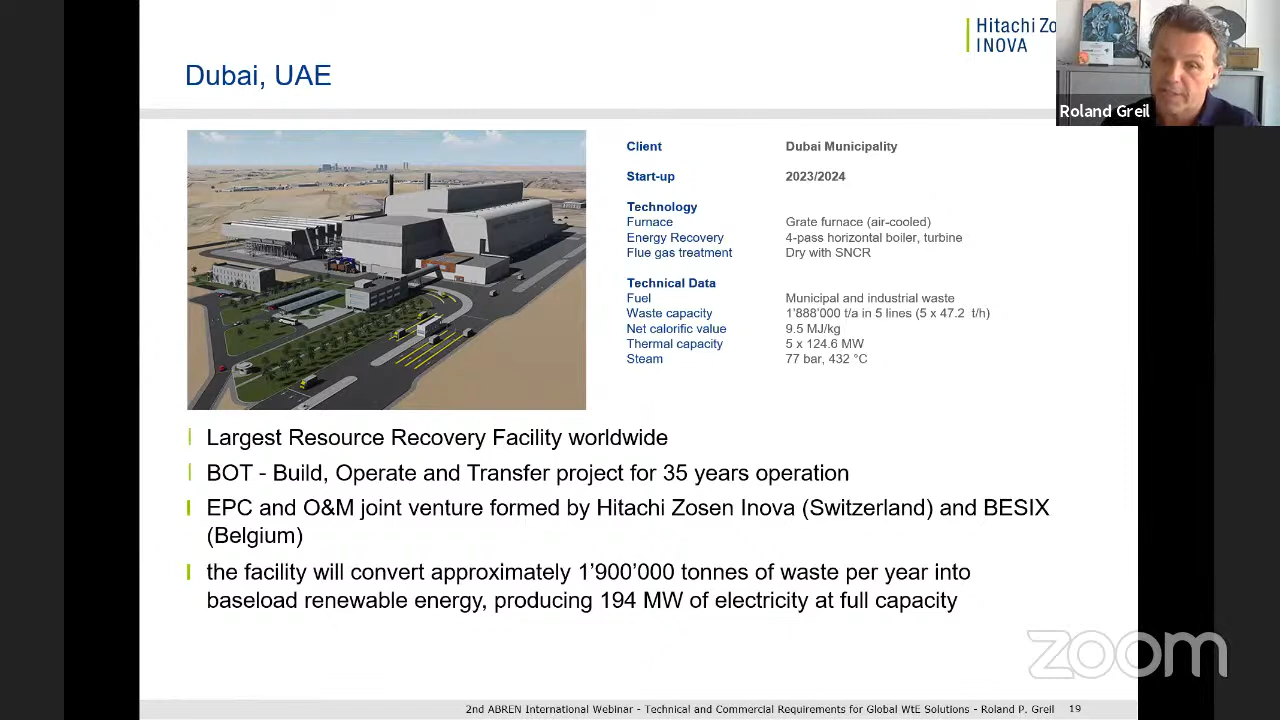 Hitachi Zo
INOVA
Roland Greil
Dubai, UAE
Client Dubai Municipality
Start-up 2023/2024
Technology
Furnace Grate furnace (air-cooled)
Energy Recovery 4-pass horizontal boiler, turbine
Flue gas treatment Dry with SNCR
Technical Data
Fuel Municipal and industrial waste
Waste capacity 1’888’000 t/a in 5 lines (5 x 47.2 t/h)
Net calorific value 9.5 MJ/kg
Thermal capacity 5 x 124.6 MW
Steam 77 bar, 432 °C
Largest Resource Recovery Facility worldwide
BOT - Build, Operate and Transfer project for 35 years operation
EPC and O&M joint venture formed by Hitachi Zosen Inova (Switzerland) and BESIX
(Belgium)
the facility will convert approximately 1’900’000 tonnes of waste per year into
baseload renewable energy, producing 194 MW of electricity at full capacity
zoom
2nd ABREN International Webinar - Technical and Commercial Requirements for Global WtE Solutions - Roland P. Greil 19